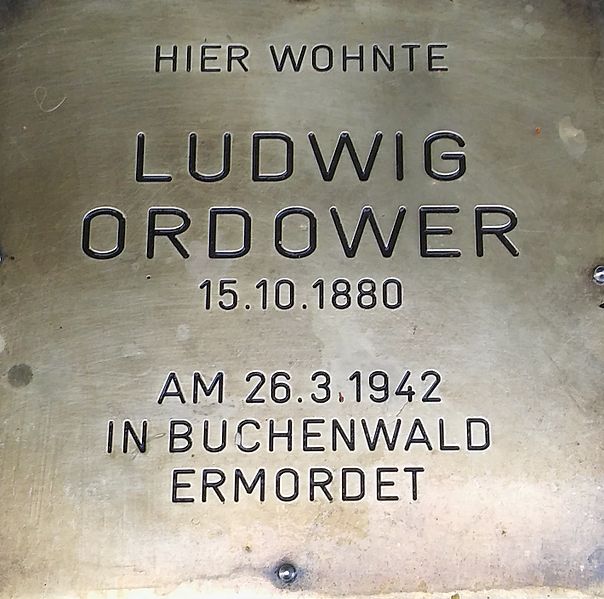 HIER WOHNTE
LUDWIG
ORDOWER
15.10.1880
AM 26.3.1942
IN BUCHENWALD
ERMORDET